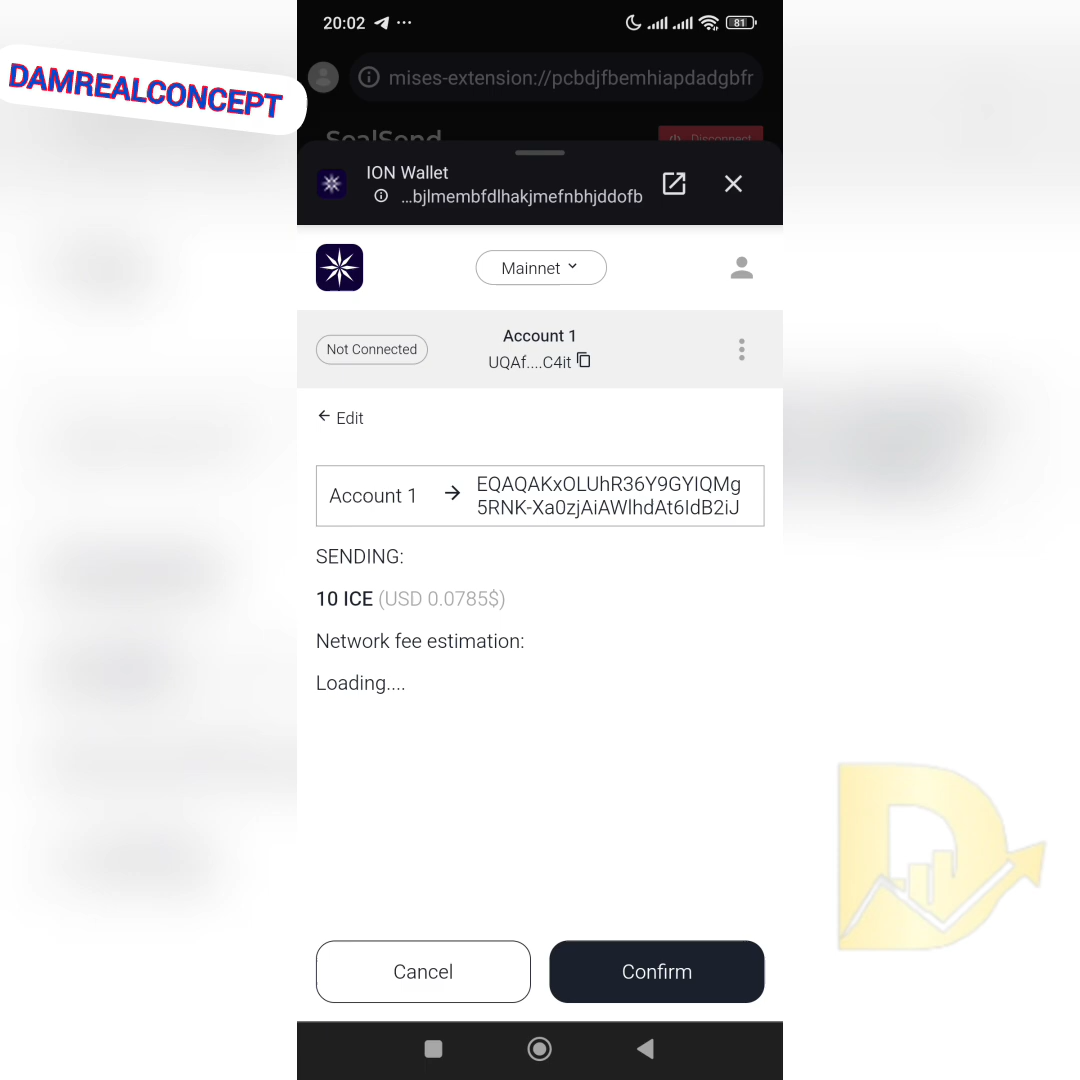 20:02
81
DAMREALCONCEPT
mises-extension://pcbdjfbemhiapdadgbfr
SealSend
Disconnect
ION Wallet
...bjlmembfdlhakjmefnbhjddofb
Mainnet
Not Connected
Account 1
UQAf....C4it
Edit
Account 1 → EQAQAKxOLUhR36Y9GYIQMg
5RNK-Xa0zjAiAWlhdAt6IdB2iJ
SENDING:
10 ICE (USD 0.0785$)
Network fee estimation:
Loading....
Cancel
Confirm